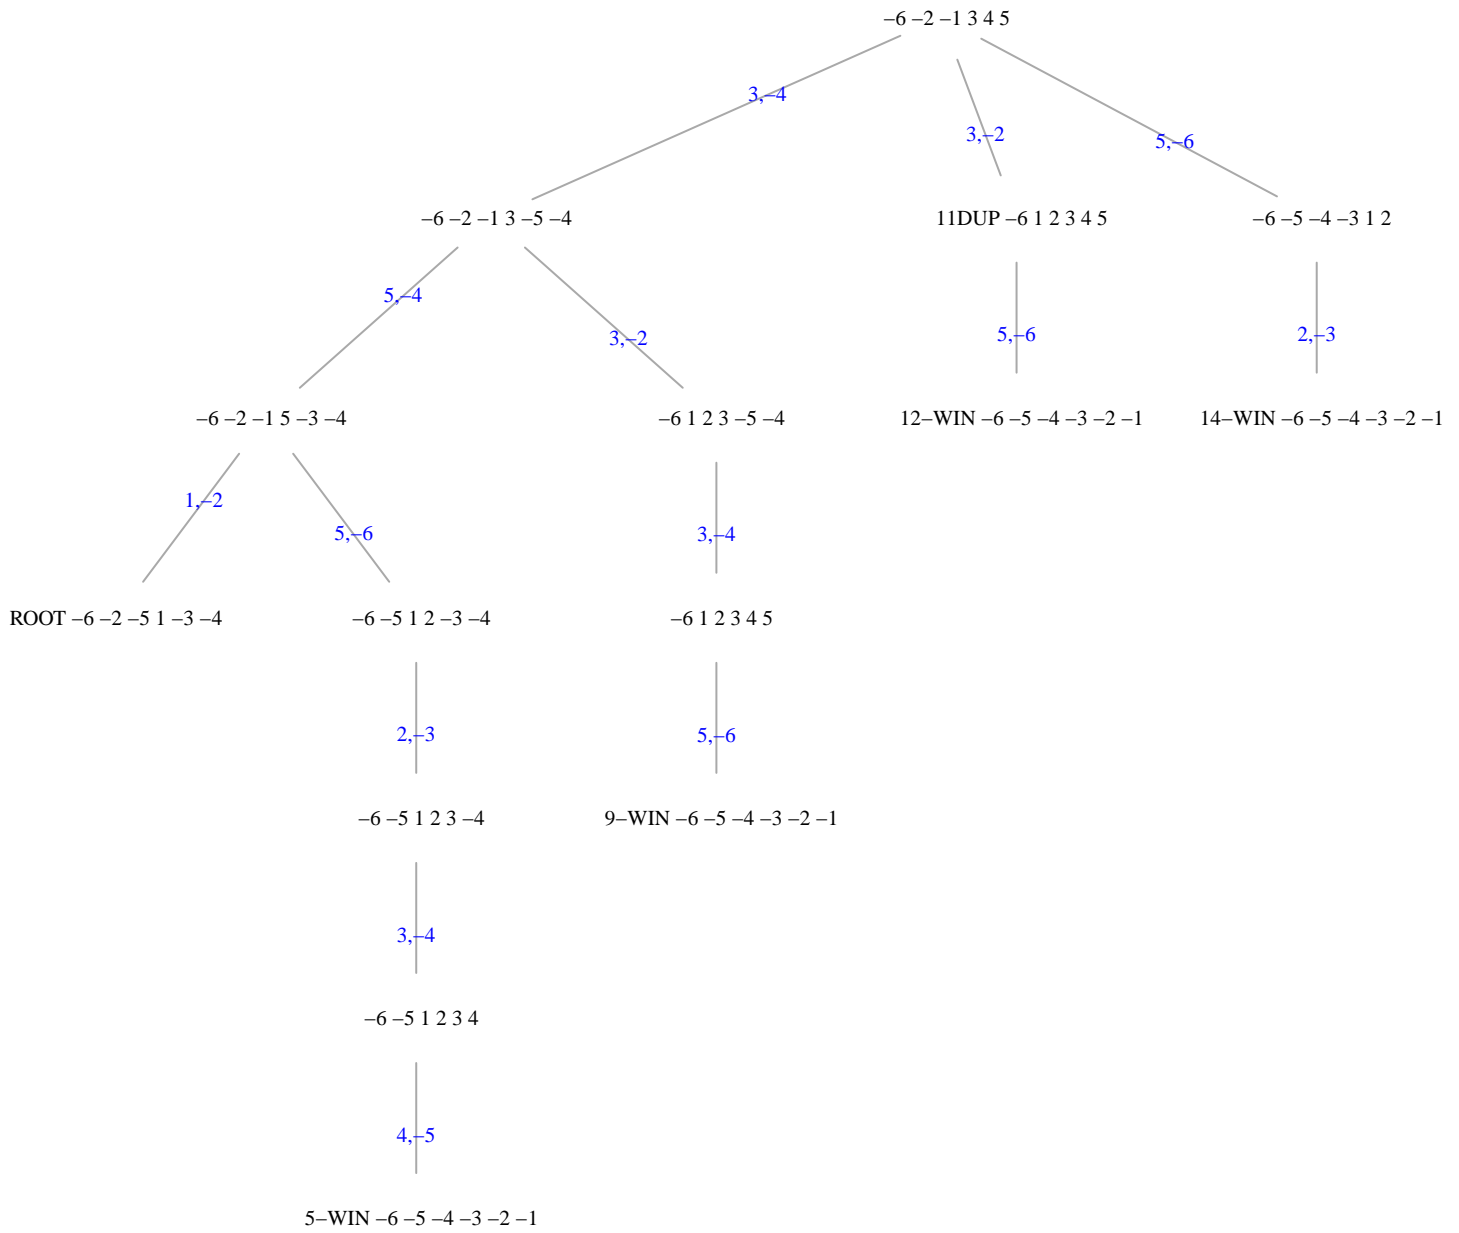 –6 –2 –1 3 4 5
3,–4
3,–2
5,–6
–6 –2 –1 3 –5 –4
11DUP –6 1 2 3 4 5
–6 –5 –4 –3 1 2
5,–4
3,–2
5,–6
2,–3
–6 –2 –1 5 –3 –4
–6 1 2 3 –5 –4
12–WIN –6 –5 –4 –3 –2 –1
14–WIN –6 –5 –4 –3 –2 –1
1,–2
5,–6
3,–4
ROOT –6 –2 –5 1 –3 –4
–6 –5 1 2 –3 –4
–6 1 2 3 4 5
2,–3
5,–6
–6 –5 1 2 3 –4
9–WIN –6 –5 –4 –3 –2 –1
3,–4
–6 –5 1 2 3 4
4,–5
5–WIN –6 –5 –4 –3 –2 –1